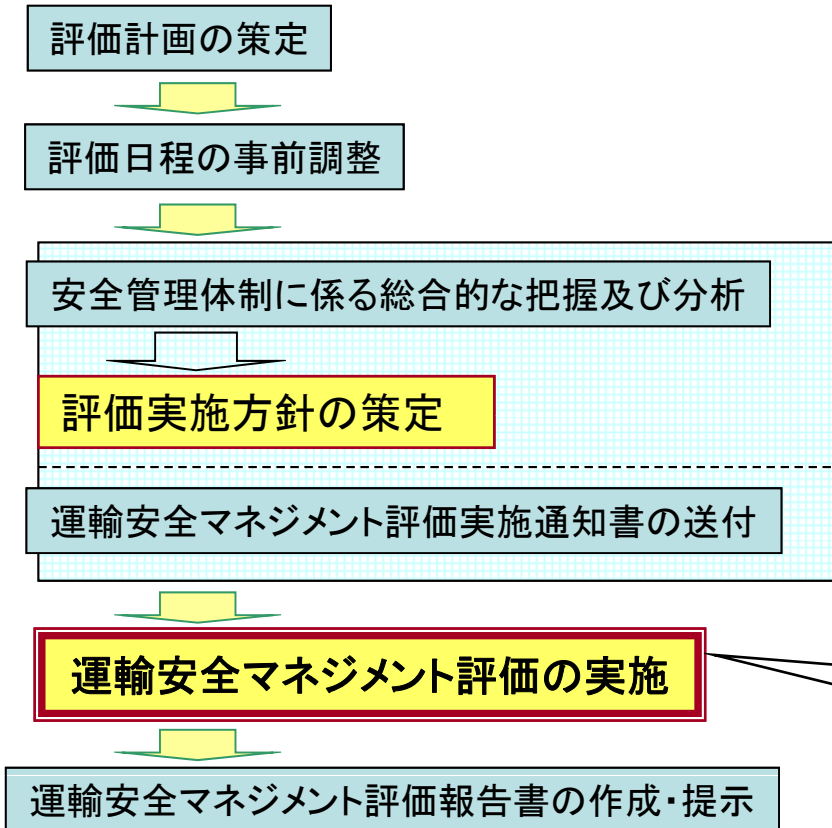 評価計画の策定
評価日程の事前調整
安全管理体制に係る総合的な把握及び分析
評価実施方針の策定
運輸安全マネジメント評価実施通知書の送付
運輸安全マネジメント評価の実施
運輸安全マネジメント評価報告書の作成・提示